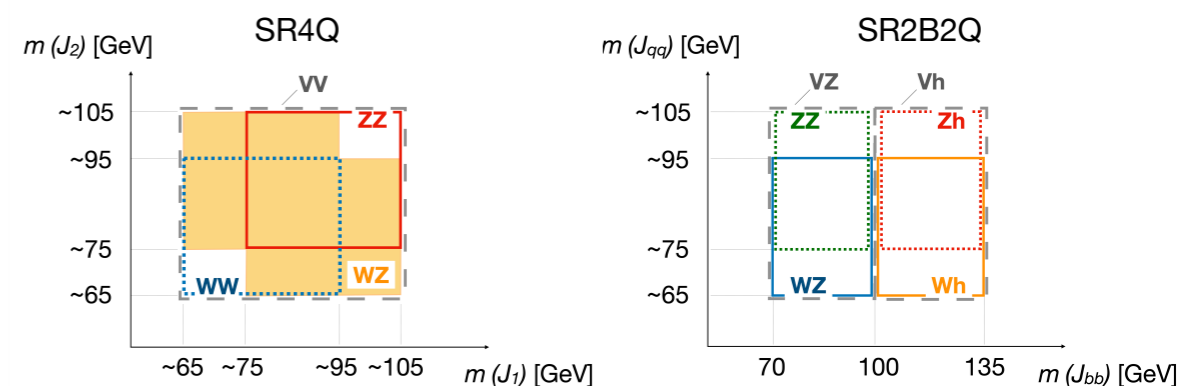 SR4Q
m (J2) [GeV]
VV
~105
ZZ
~95
~75
WW
WZ
~65
~65 ~75 ~95 ~105
m (J1) [GeV]
SR2B2Q
m (Jqq) [GeV]
VZ Vh
~105
ZZ Zh
~95
~75
~65
WZ Wh
70 100 135
m (Jbb) [GeV]